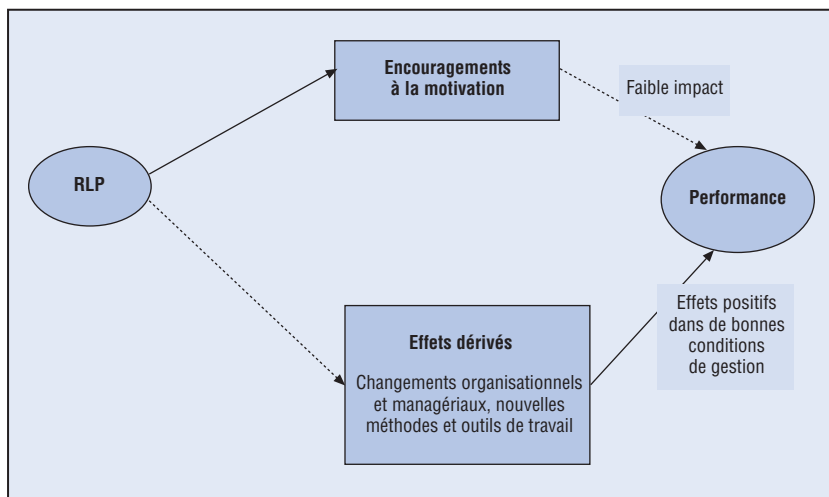 Encouragements
à la motivation
Faible impact
RLP
Performance
Effets dérivés
Changements organisationnels
et managériaux, nouvelles
méthodes et outils de travail
Effets positifs
dans de bonnes
conditions
de gestion